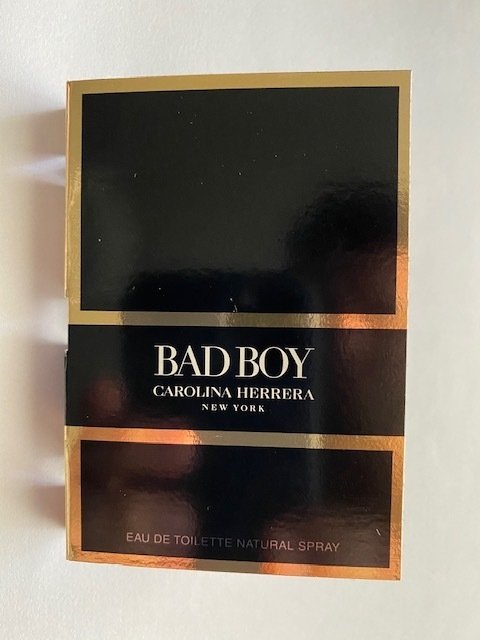 BAD BOY
CAROLINA HERRERA
NEW YORK
EAU DE TOILETTE NATURAL SPRAY